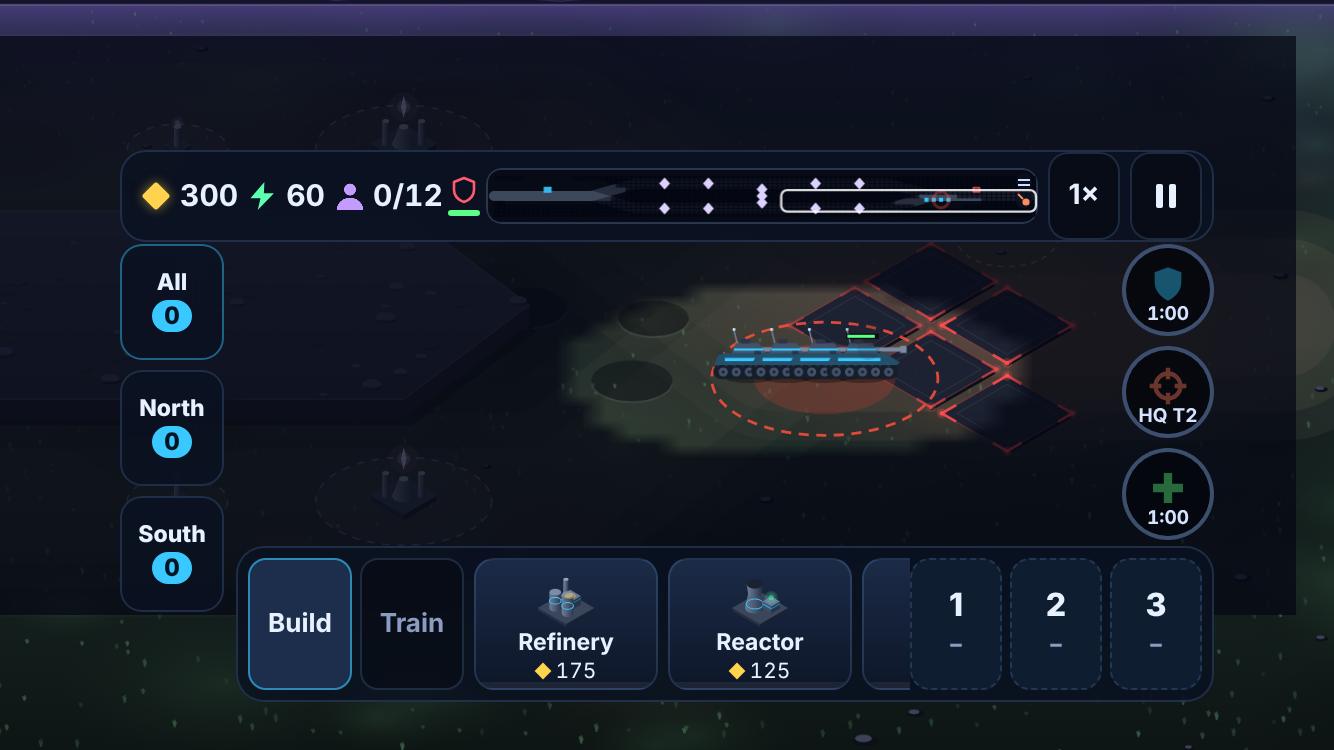 300 60 0/12 1×
All
0
North
0
South
0
1:00
HQ T2
1:00
Build
Train
Refinery
175
Reactor
125
1
–
2
–
3
–